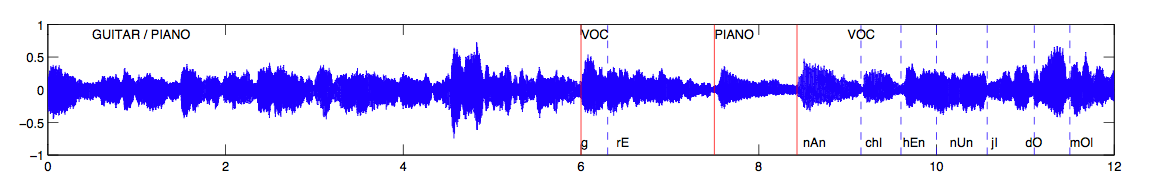 1
GUITAR / PIANO VOC PIANO VOC
0.5
0
−0.5
g rE nAn chI hEn nUn jI dO mOl
−1
0 2 4 6 8 10 12